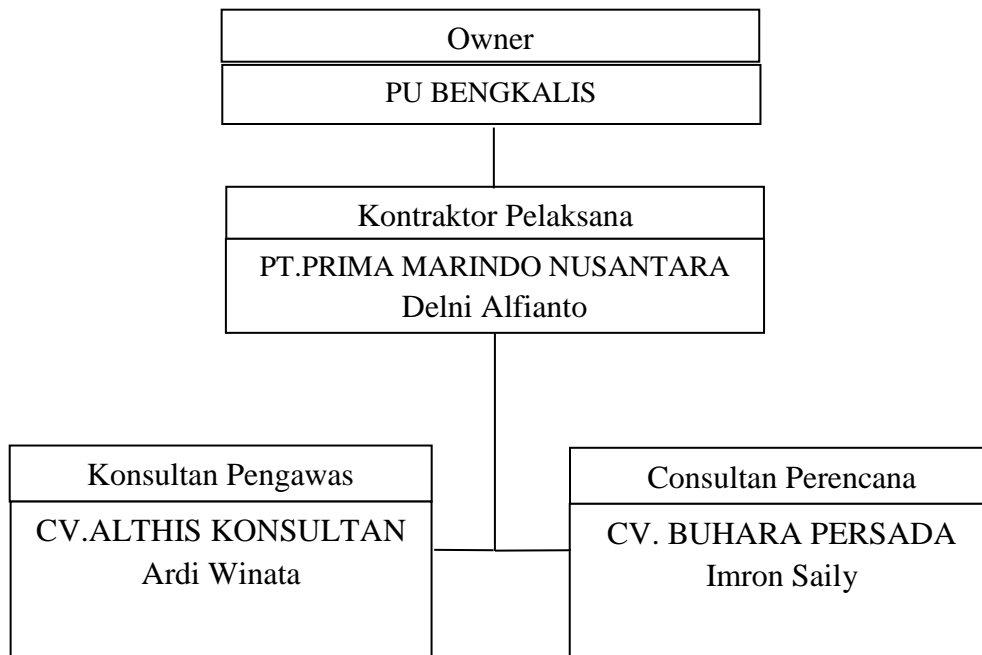 Owner
PU BENGKALIS
Kontraktor Pelaksana
PT.PRIMA MARINDO NUSANTARA
Delni Alfianto
Konsultan Pengawas
CV.ALTHIS KONSULTAN
Ardi Winata
Consultan Perencana
CV. BUHARA PERSADA
Imron Saily